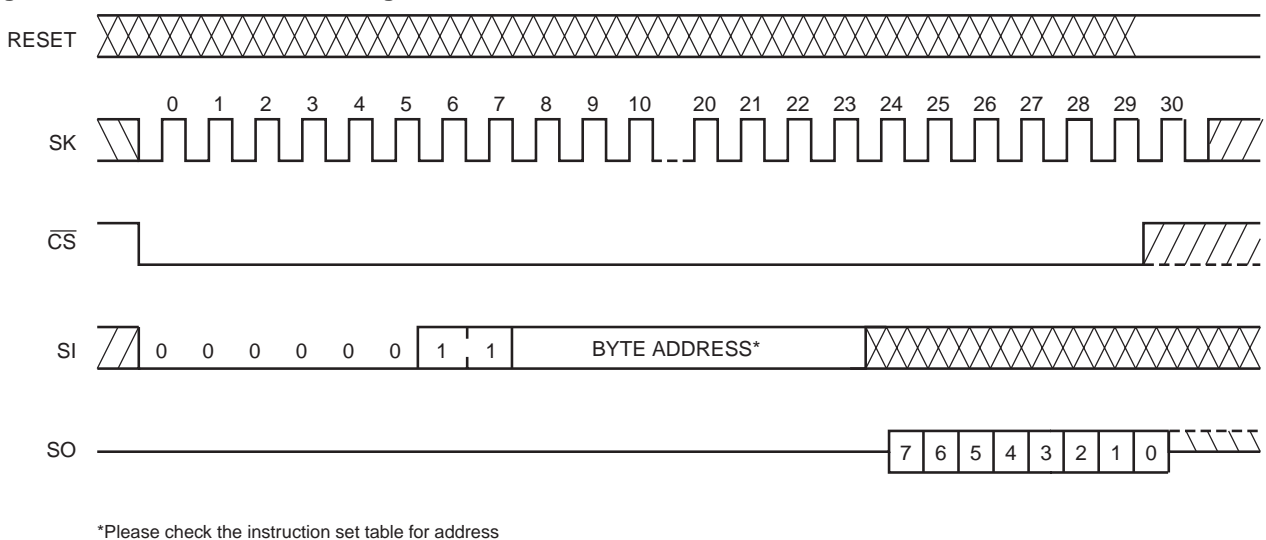 RESET
0 1 2 3 4 5 6 7 8 9 10 20 21 22 23 24 25 26 27 28 29 30
SK
CS
SI 0 0 0 0 0 0 1 1 BYTE ADDRESS*
SO 7 6 5 4 3 2 1 0
*Please check the instruction set table for address